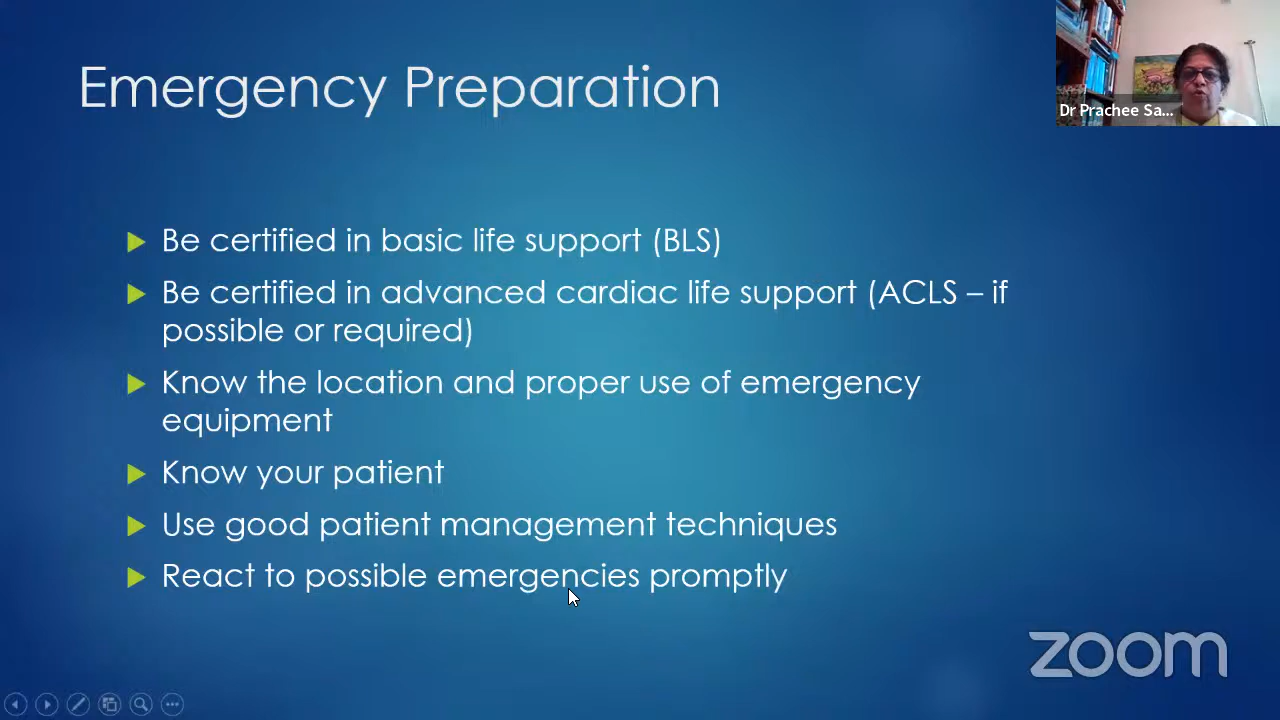 Emergency Preparation
Dr Prachee Sa...
Be certified in basic life support (BLS)
Be certified in advanced cardiac life support (ACLS – if
possible or required)
Know the location and proper use of emergency
equipment
Know your patient
Use good patient management techniques
React to possible emergencies promptly
zoom